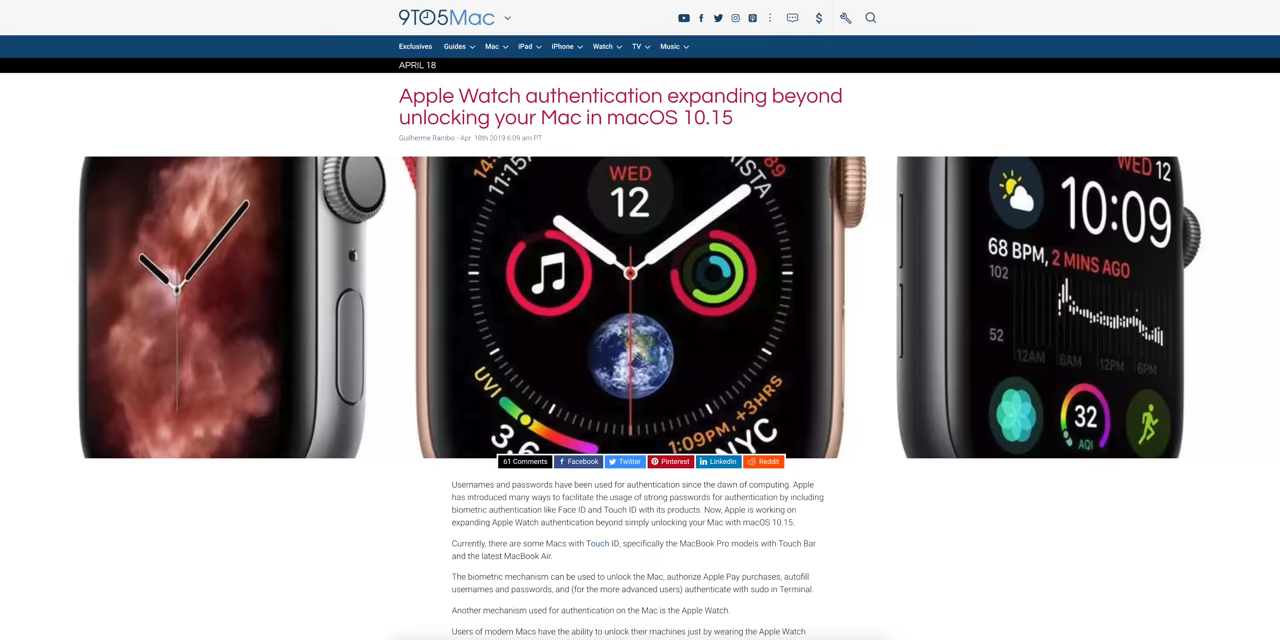 9TO5Mac
Exclusives Guides Mac iPad iPhone Watch TV Music
APRIL 18
Apple Watch authentication expanding beyond
unlocking your Mac in macOS 10.15
Guilherme Rambo - Apr. 18th 2019 6:09 am PT
11:15
89
WED
12
UVI
3.6
1:09PM, +3HRS
NYC
WED 12
10:09
68 BPM, 2 MINS AGO
102
52
12AM 6AM 12PM 6PM
32
AQI
61 Comments Facebook Twitter Pinterest LinkedIn Reddit
Usernames and passwords have been used for authentication since the dawn of computing. Apple
has introduced many ways to facilitate the usage of strong passwords for authentication by including
biometric authentication like Face ID and Touch ID with its products. Now, Apple is working on
expanding Apple Watch authentication beyond simply unlocking your Mac with macOS 10.15.
Currently, there are some Macs with Touch ID, specifically the MacBook Pro models with Touch Bar
and the latest MacBook Air.
The biometric mechanism can be used to unlock the Mac, authorize Apple Pay purchases, autofill
usernames and passwords, and (for the more advanced users) authenticate with sudo in Terminal.
Another mechanism used for authentication on the Mac is the Apple Watch.
Users of modern Macs have the ability to unlock their machines just by wearing the Apple Watch